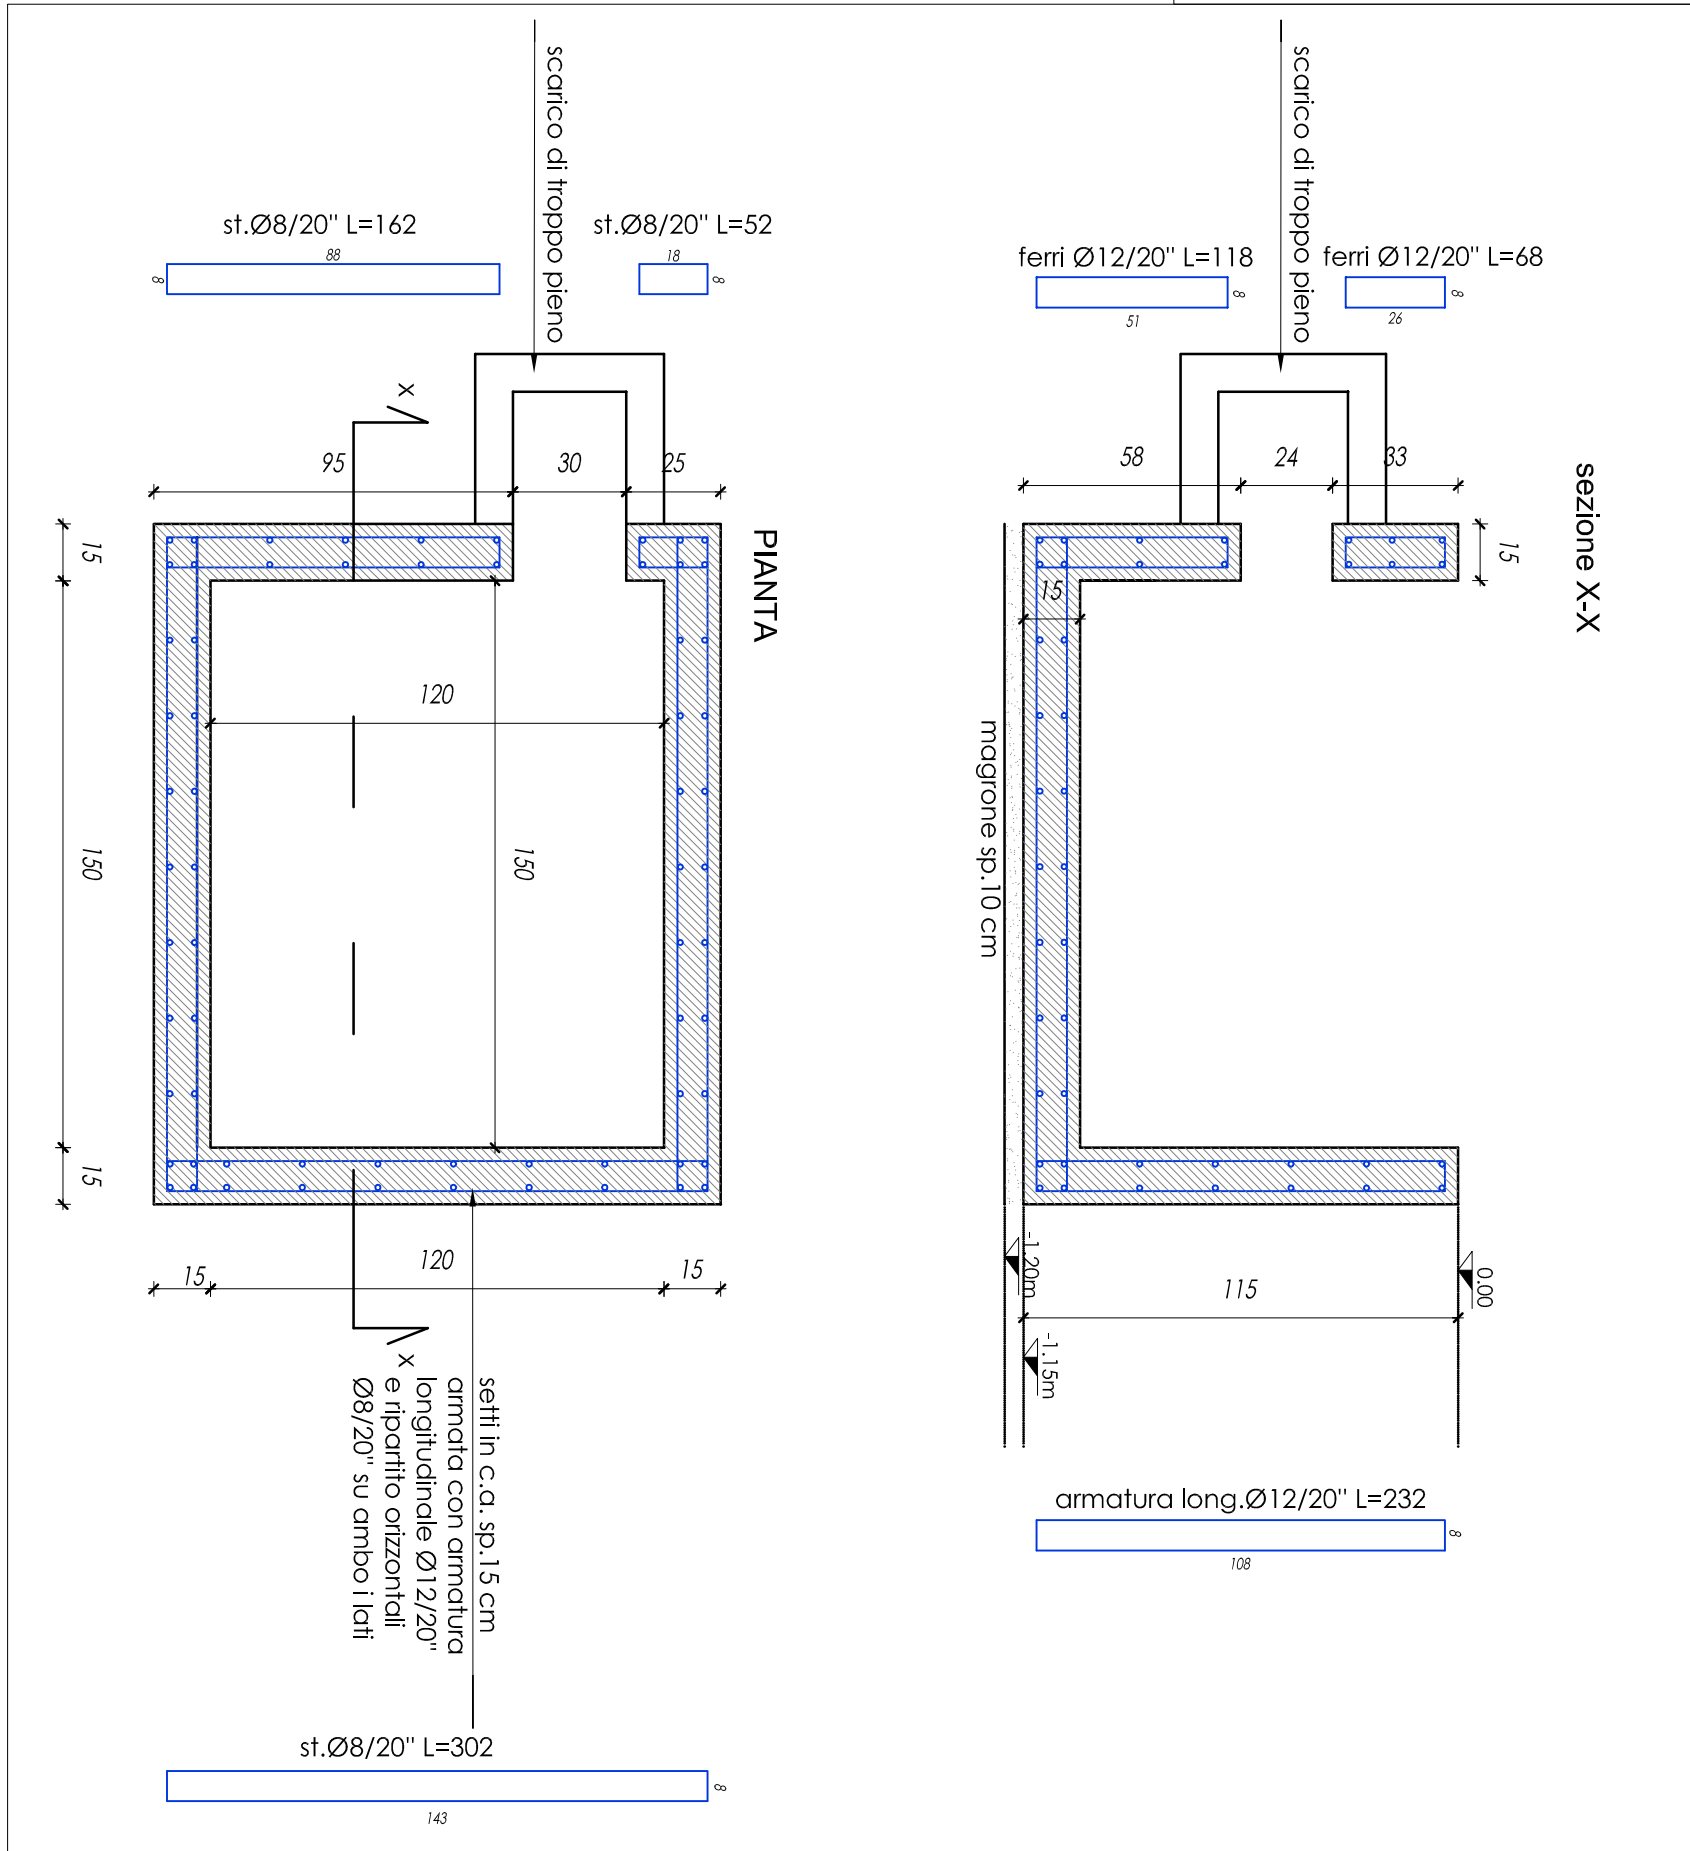 scarico di troppo pieno
scarico di troppo pieno
st.Ø8/20" L=162
88
8
st.Ø8/20" L=52
18
8
ferri Ø12/20" L=118
8
51
ferri Ø12/20" L=68
8
26
sezione X-X
x
95
30
25
58
24
33
15
PIANTA
15
15
120
150
150
magrone sp.10 cm
15
120
15
15
x
-1.20m
-1.15m
0.00
115
setti in c.a. sp.15 cm
armata con armatura
longitudinale Ø12/20"
e ripartito orizzontali
Ø8/20" su ambo i lati
armatura long.Ø12/20" L=232
8
108
st.Ø8/20" L=302
8
143